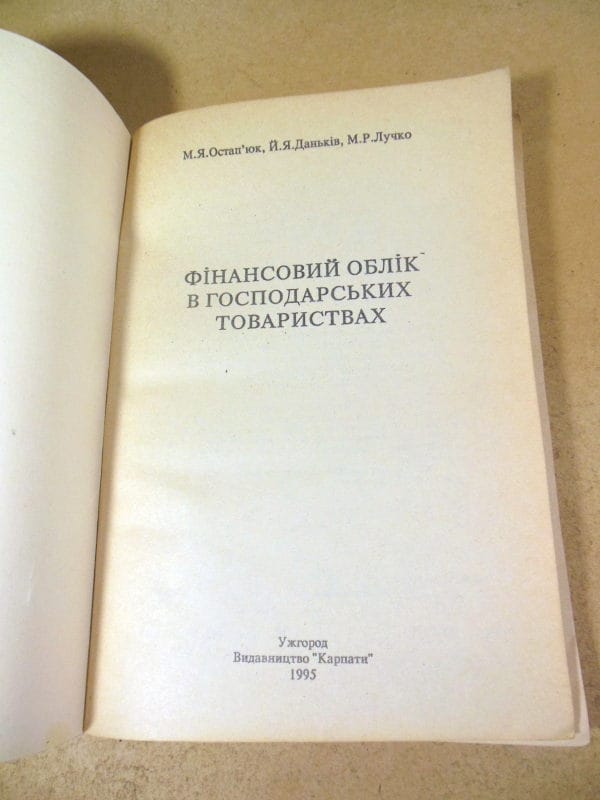 М.Я.Остап'юк, Й.Я.Даньків, М.Р.Лучко
ФІНАНСОВИЙ ОБЛІК
В ГОСПОДАРСЬКИХ
ТОВАРИСТВАХ
Ужгород
Видавництво "Карпати"
1995